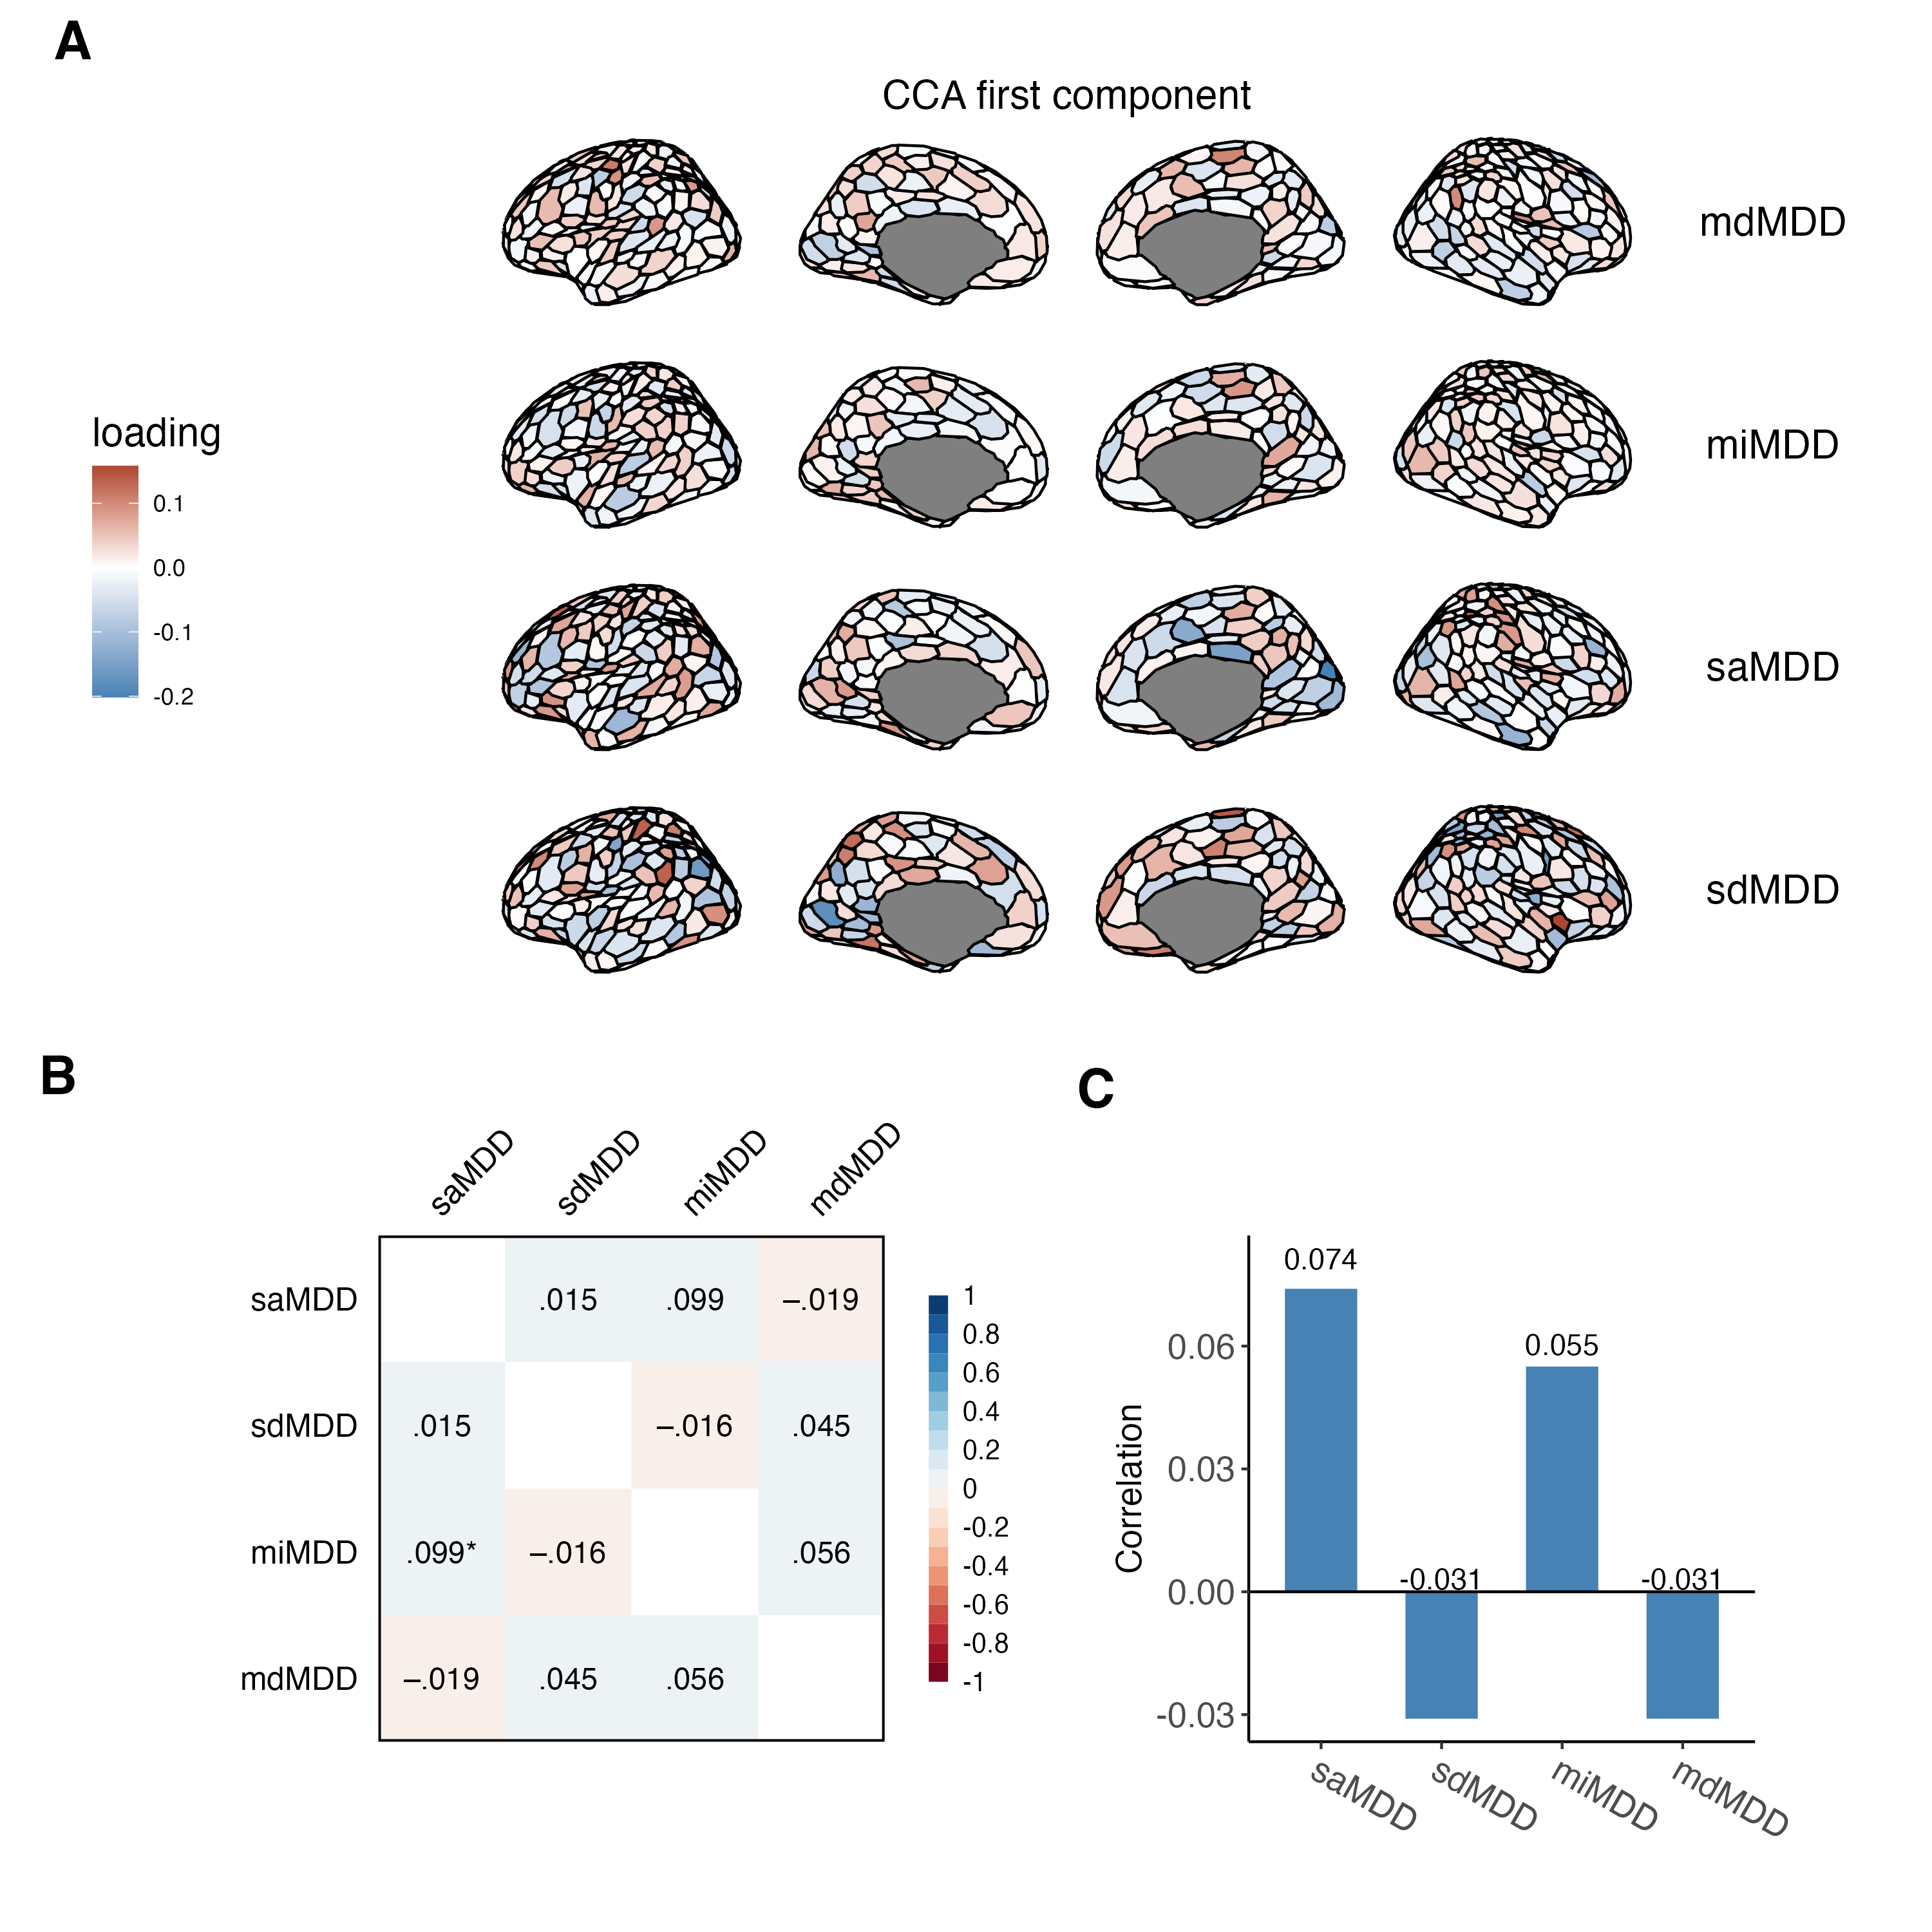 A
CCA first component
mdMDD
miMDD
saMDD
sdMDD
loading
0.1
0.0
-0.1
-0.2
B
saMDD sdMDD miMDD mdMDD
saMDD .015 .099 –.019
sdMDD .015 –.016 .045
miMDD .099* –.016 .056
mdMDD –.019 .045 .056
1
0.8
0.6
0.4
0.2
0
-0.2
-0.4
-0.6
-0.8
-1
C
Correlation
0.06
0.03
0.00
-0.03
0.074
-0.031
0.055
-0.031
saMDD sdMDD miMDD mdMDD